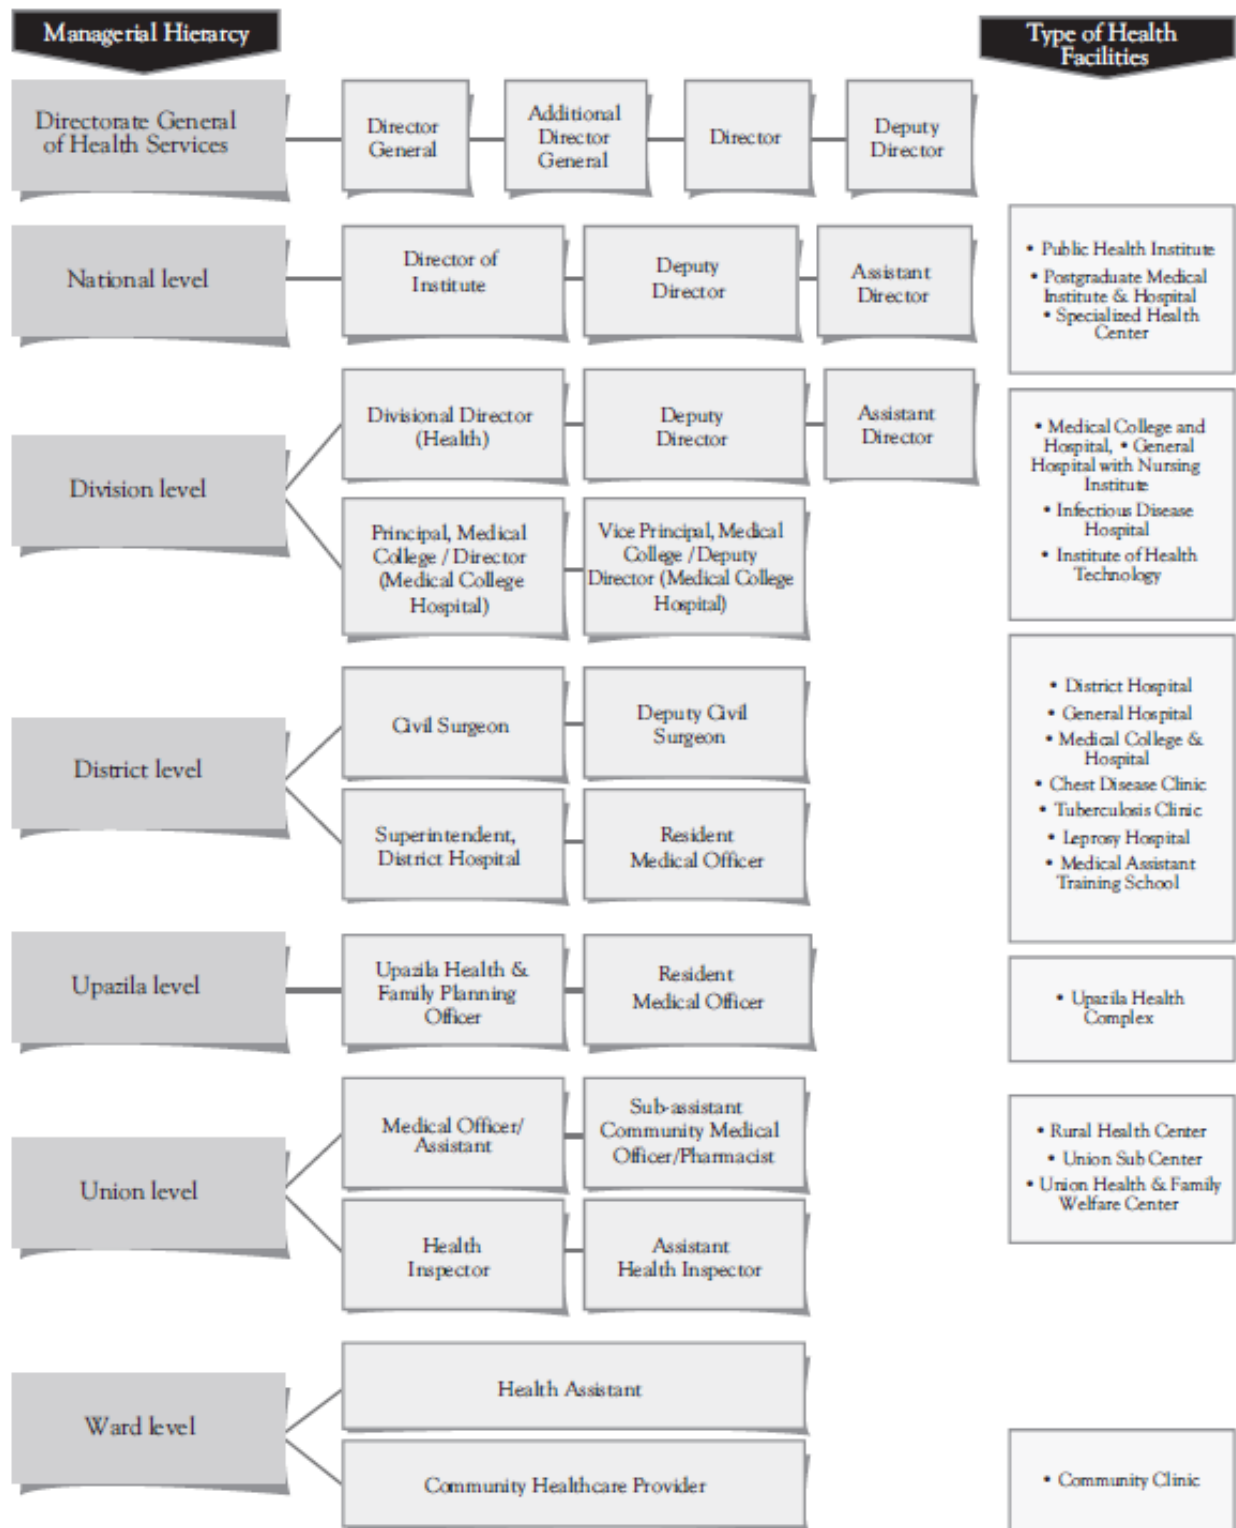 Managerial Hierarcy
Type of Health
Facilities
Directorate General
of Health Services
Director
General
Additional
Director
General
Director
Deputy
Director
National level
Director of
Institute
Deputy
Director
Assistant
Director
• Public Health Institute
• Postgraduate Medical
Institute & Hospital
• Specialized Health
Center
Division level
Divisional Director
(Health)
Deputy
Director
Assistant
Director
Principal, Medical
College / Director
(Medical College
Hospital)
Vice Principal, Medical
College / Deputy
Director (Medical College
Hospital)
• Medical College and
Hospital, • General
Hospital with Nursing
Institute
• Infectious Disease
Hospital
• Institute of Health
Technology
District level
Civil Surgeon
Deputy Civil
Surgeon
Superintendent,
District Hospital
Resident
Medical Officer
• District Hospital
• General Hospital
• Medical College &
Hospital
• Chest Disease Clinic
• Tuberculosis Clinic
• Leprosy Hospital
• Medical Assistant
Training School
Upazila level
Upazila Health &
Family Planning
Officer
Resident
Medical Officer
• Upazila Health
Complex
Union level
Medical Officer/
Assistant
Sub-assistant
Community Medical
Officer/Pharmacist
Health
Inspector
Assistant
Health Inspector
• Rural Health Center
• Union Sub Center
• Union Health & Family
Welfare Center
Ward level
Health Assistant
Community Healthcare Provider
• Community Clinic